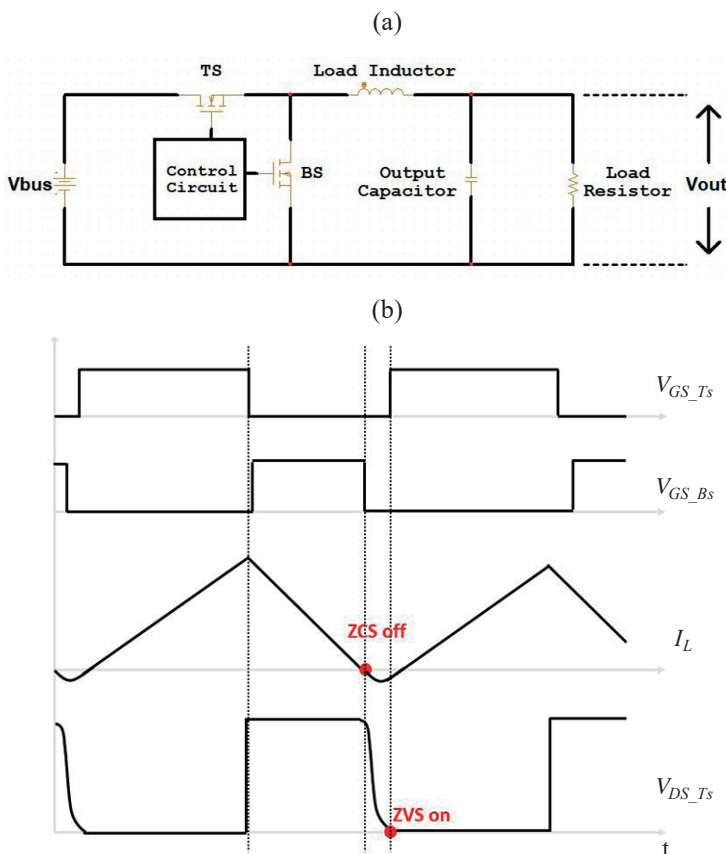 (a)
TS
Load Inductor
Vbus
Control
Circuit
BS
Output
Capacitor
Load
Resistor
Vout
(b)
V_GS_Ts
V_GS_Bs
ZCS off
I_L
V_DS_Ts
ZVS on
t